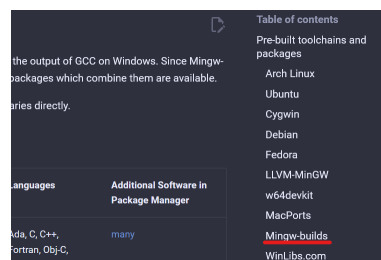 the output of GCC on Windows. Since Mingw-
packages which combine them are available.
aries directly.
Languages
Additional Software in
Package Manager
Ada, C, C++,
Fortran, Obj-C,
many
Table of contents
Pre-built toolchains and
packages
Arch Linux
Ubuntu
Cygwin
Debian
Fedora
LLVM-MinGW
w64devkit
MacPorts
Mingw-builds
WinLibs.com